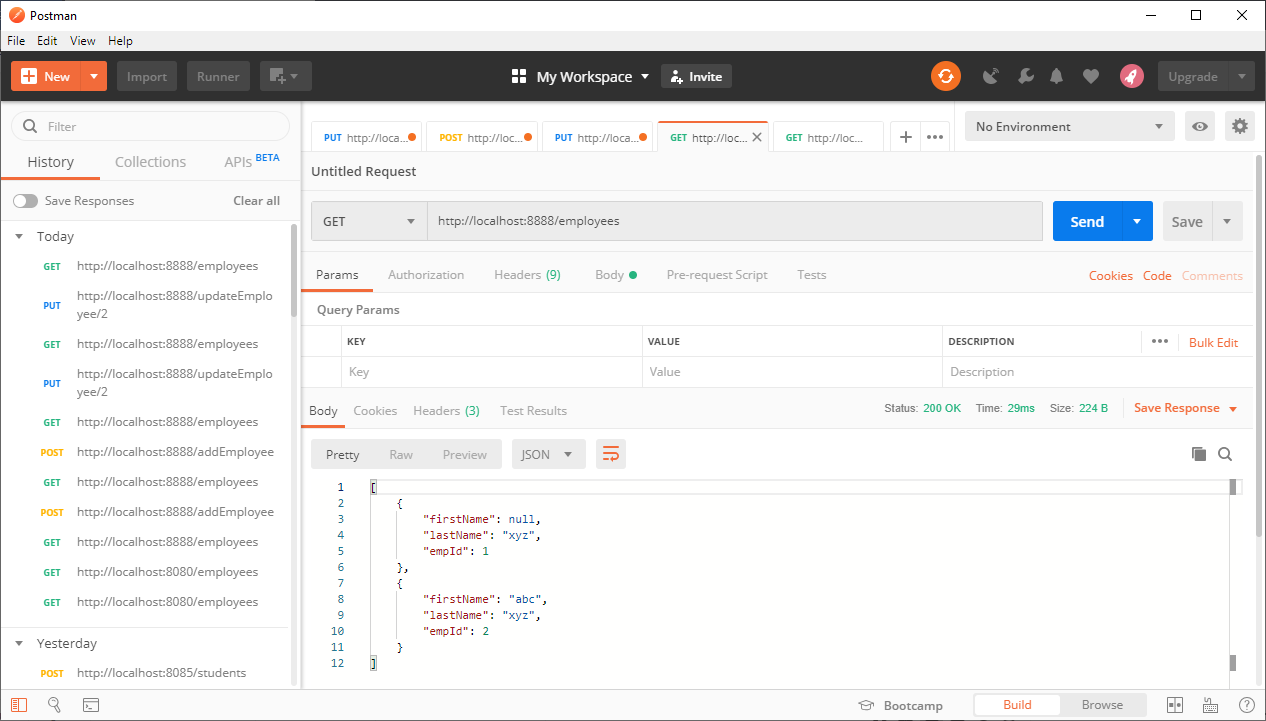 Postman
File Edit View Help
New Import Runner My Workspace Invite Upgrade
Filter
History Collections APIs BETA
Save Responses Clear all
Today
GET http://localhost:8888/employees
PUT http://localhost:8888/updateEmplo
yee/2
GET http://localhost:8888/employees
PUT http://localhost:8888/updateEmplo
yee/2
GET http://localhost:8888/employees
POST http://localhost:8888/addEmployee
GET http://localhost:8888/employees
POST http://localhost:8888/addEmployee
GET http://localhost:8888/employees
GET http://localhost:8080/employees
GET http://localhost:8080/employees
Yesterday
POST http://localhost:8085/students
PUT http://loca... POST http://loc... PUT http://loca... GET http://loc... GET http://loc... No Environment
Untitled Request
GET http://localhost:8888/employees Send Save
Params Authorization Headers (9) Body Pre-request Script Tests Cookies Code Comments
Query Params
KEY VALUE DESCRIPTION Bulk Edit
Key Value Description
Body Cookies Headers (3) Test Results Status: 200 OK Time: 29ms Size: 224 B Save Response
Pretty Raw Preview JSON
1 [
2 {
3 "firstName": null,
4 "lastName": "xyz",
5 "empId": 1
6 },
7 {
8 "firstName": "abc",
9 "lastName": "xyz",
10 "empId": 2
11 }
12 ]
Bootcamp Build Browse